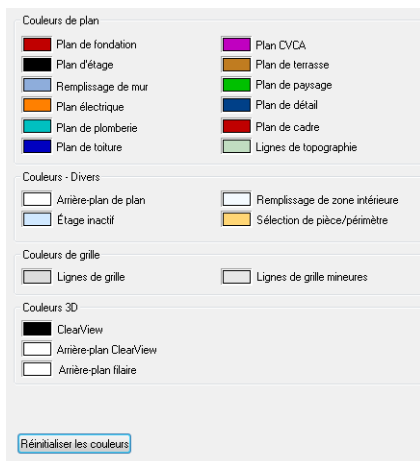 Couleurs de plan
Plan de fondation
Plan CVCA
Plan d'étage
Plan de terrasse
Remplissage de mur
Plan de paysage
Plan électrique
Plan de détail
Plan de plomberie
Plan de cadre
Plan de toiture
Lignes de topographie
Couleurs - Divers
Arrière-plan de plan
Remplissage de zone intérieure
Étage inactif
Sélection de pièce/périmètre
Couleurs de grille
Lignes de grille
Lignes de grille mineures
Couleurs 3D
ClearView
Arrière-plan ClearView
Arrière-plan filaire
Réinitialiser les couleurs